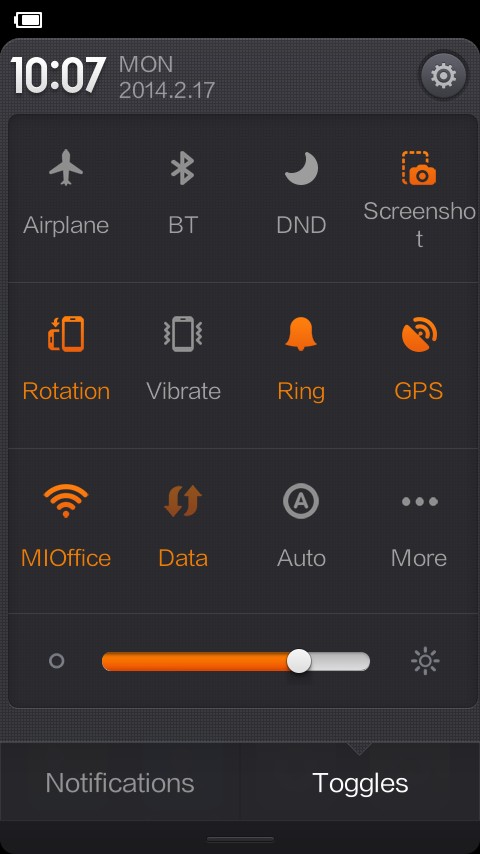 10:07
MON
2014.2.17
Airplane
BT
DND
Screensho
t
Rotation
Vibrate
Ring
GPS
MIOffice
Data
A
Auto
More
Notifications
Toggles